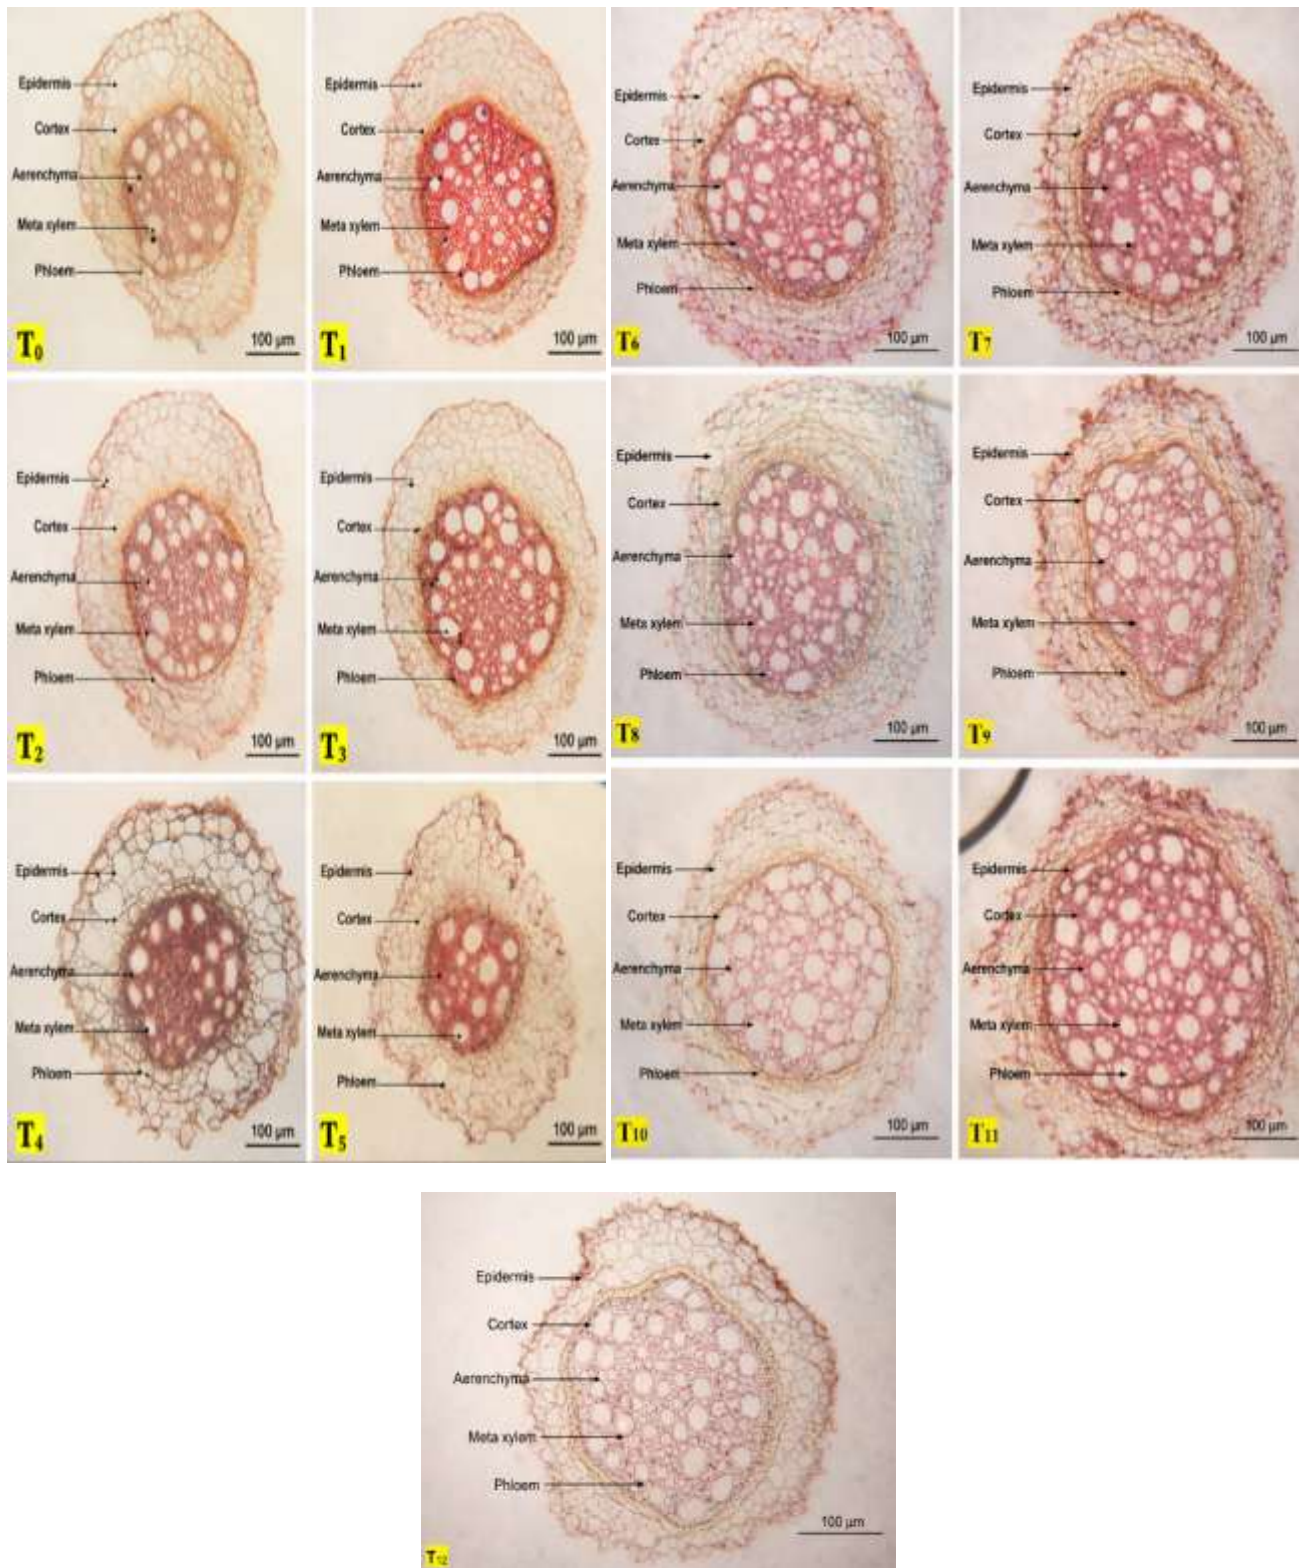 Epidermis
Cortex
Aerenchyma
Meta xylem
Phloem
100 µm
T0
Epidermis
Cortex
Aerenchyma
Meta xylem
Phloem
100 µm
T1
Epidermis
Cortex
Aerenchyma
Meta xylem
Phloem
100 µm
T6
Epidermis
Cortex
Aerenchyma
Meta xylem
Phloem
100 µm
T7
Epidermis
Cortex
Aerenchyma
Meta xylem
Phloem
100 µm
T2
Epidermis
Cortex
Aerenchyma
Meta xylem
Phloem
100 µm
T3
Epidermis
Cortex
Aerenchyma
Meta xylem
Phloem
100 µm
T8
Epidermis
Cortex
Aerenchyma
Meta xylem
Phloem
100 µm
T9
Epidermis
Cortex
Aerenchyma
Meta xylem
Phloem
100 µm
T4
Epidermis
Cortex
Aerenchyma
Meta xylem
Phloem
100 µm
T5
Epidermis
Cortex
Aerenchyma
Meta xylem
Phloem
100 µm
T10
Epidermis
Cortex
Aerenchyma
Meta xylem
Phloem
100 µm
T11
Epidermis
Cortex
Aerenchyma
Meta xylem
Phloem
100 µm
T12